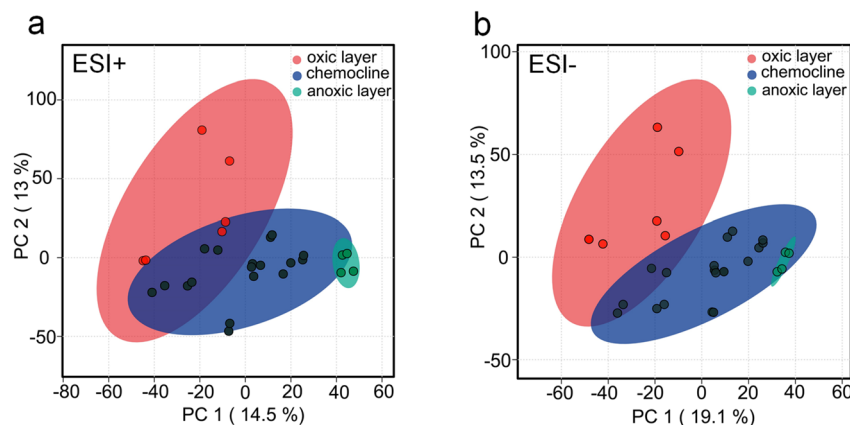 a
ESI+
oxic layer
chemocline
anoxic layer
PC 2 ( 13 %)
100
50
0
-50
-80 -60 -40 -20 0 20 40 60
PC 1 ( 14.5 %)
b
ESI-
oxic layer
chemocline
anoxic layer
PC 2 ( 13.5 %)
100
50
0
-50
-60 -40 -20 0 20 40 60
PC 1 ( 19.1 %)